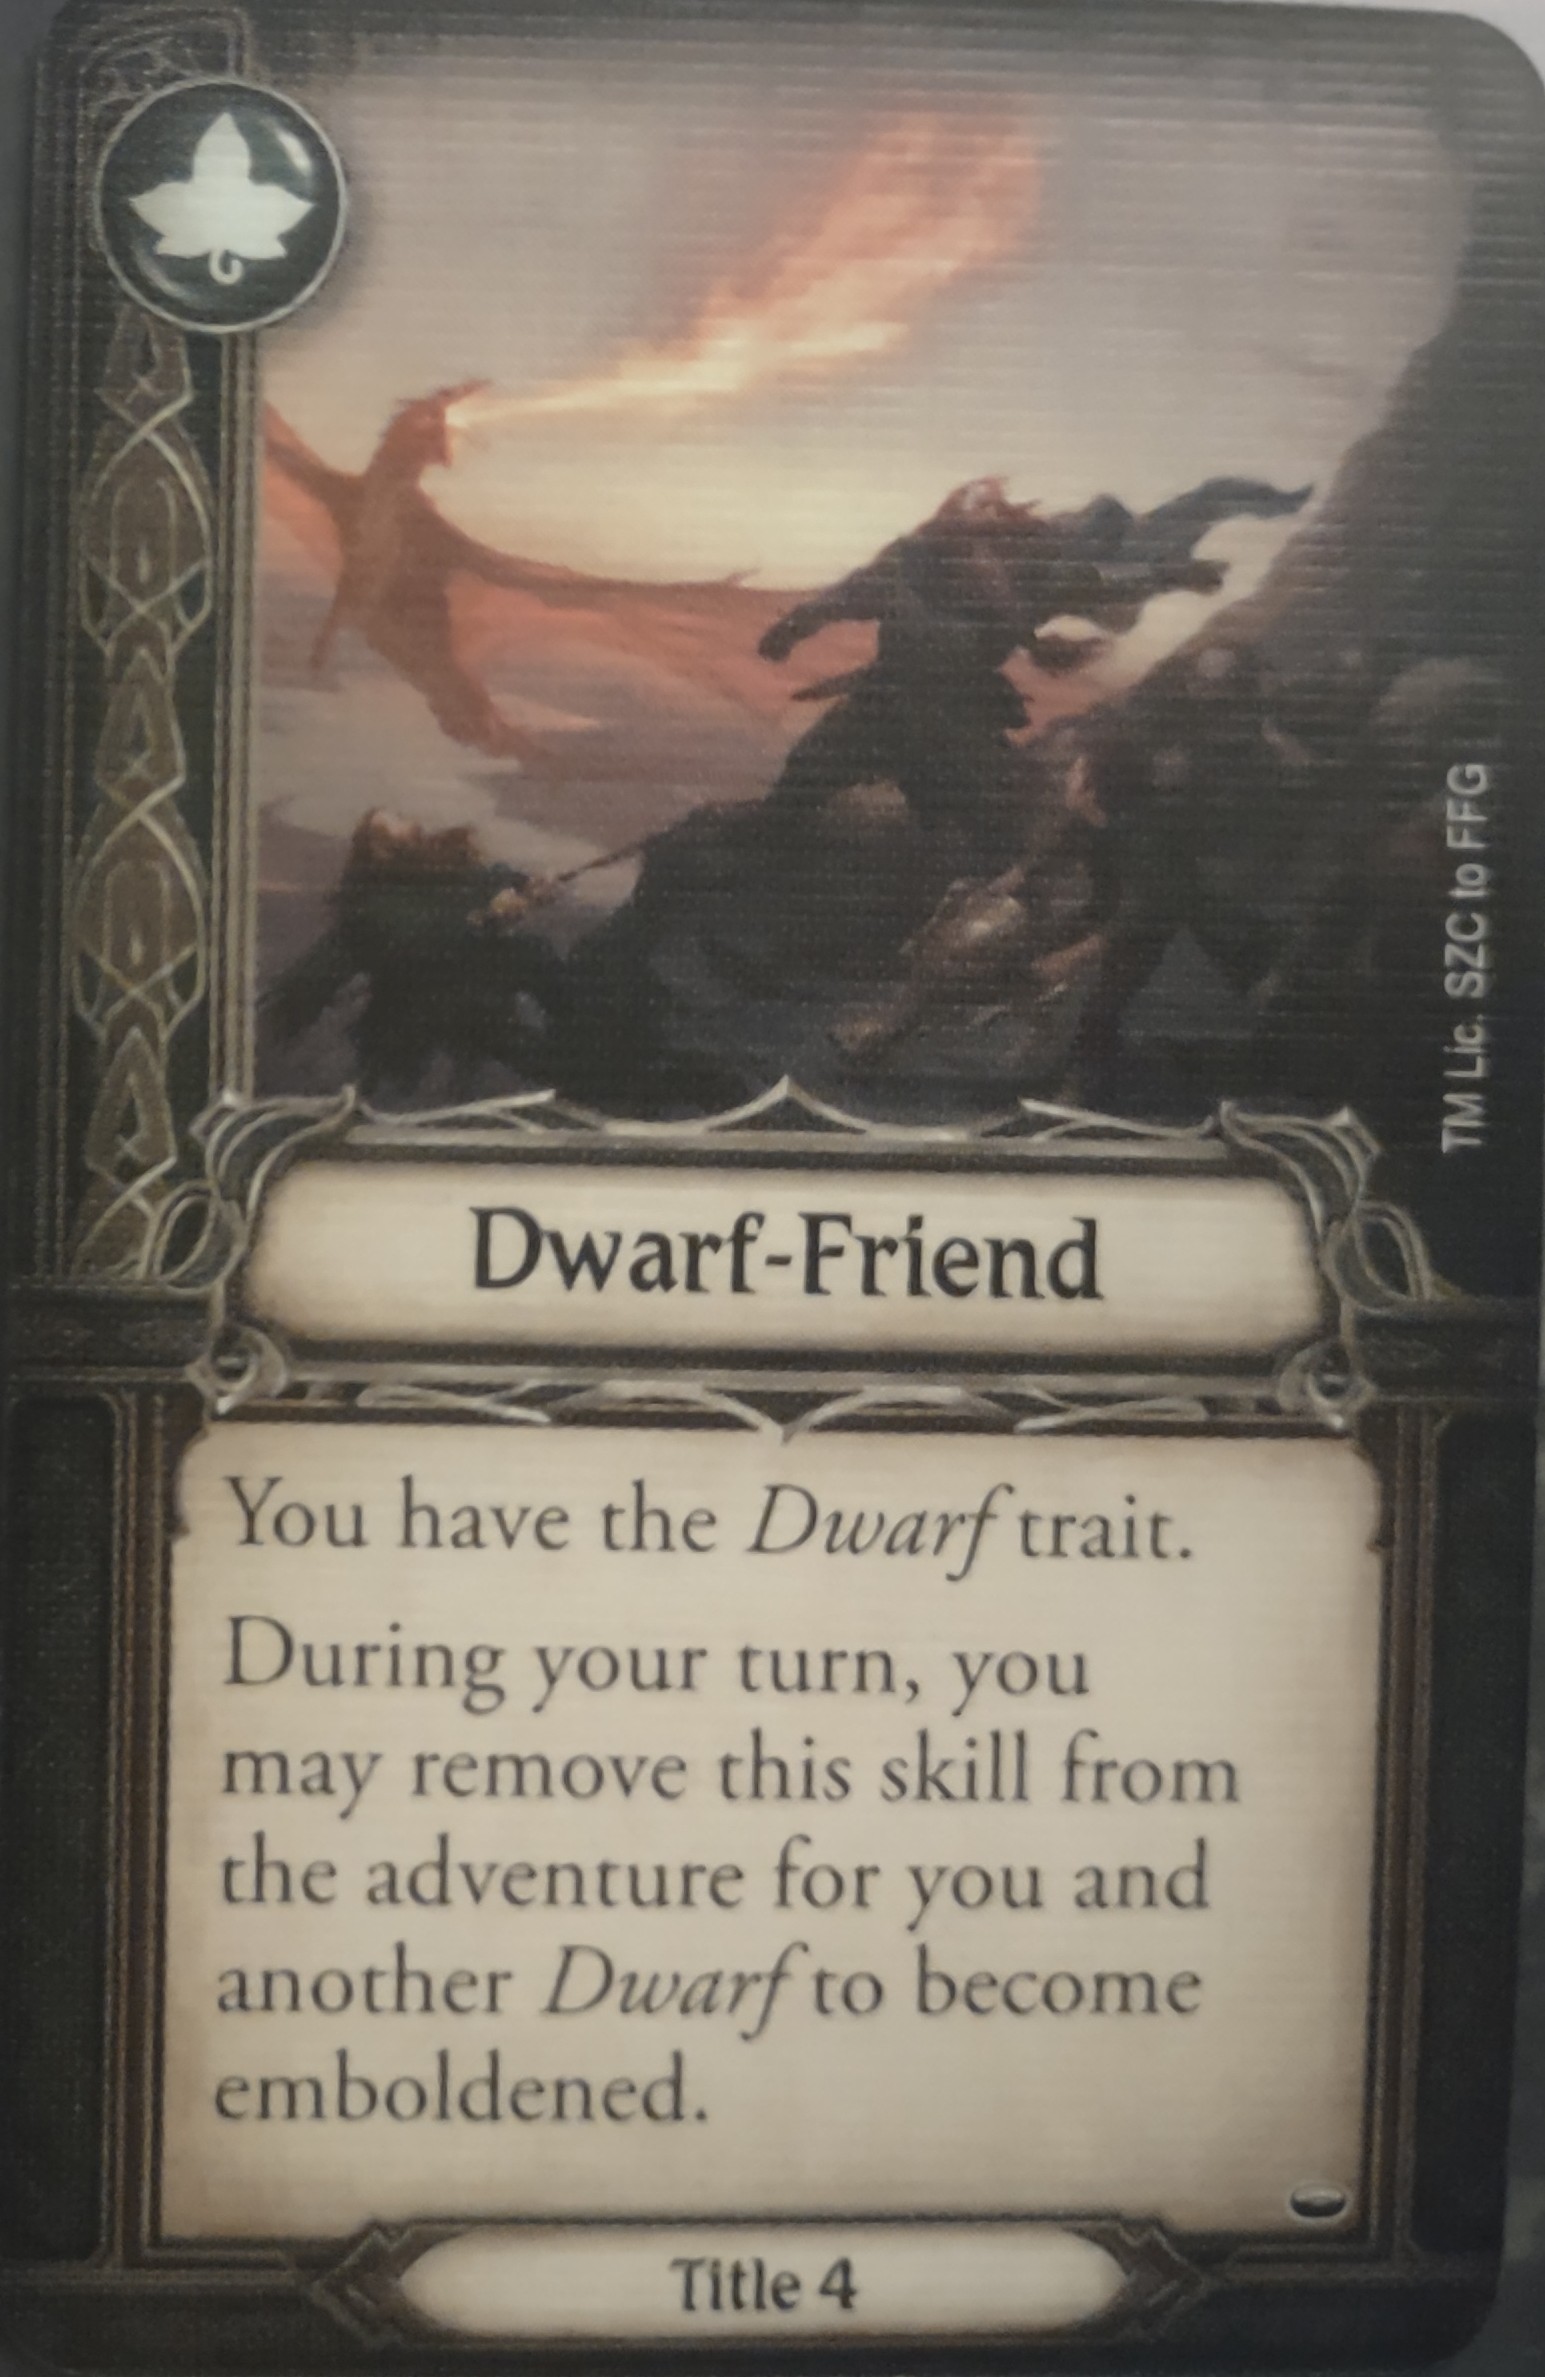 TM Lic. SZC to FFG
Dwarf-Friend
You have the Dwarf trait.
During your turn, you
may remove this skill from
the adventure for you and
another Dwarf to become
emboldened.
Title 4